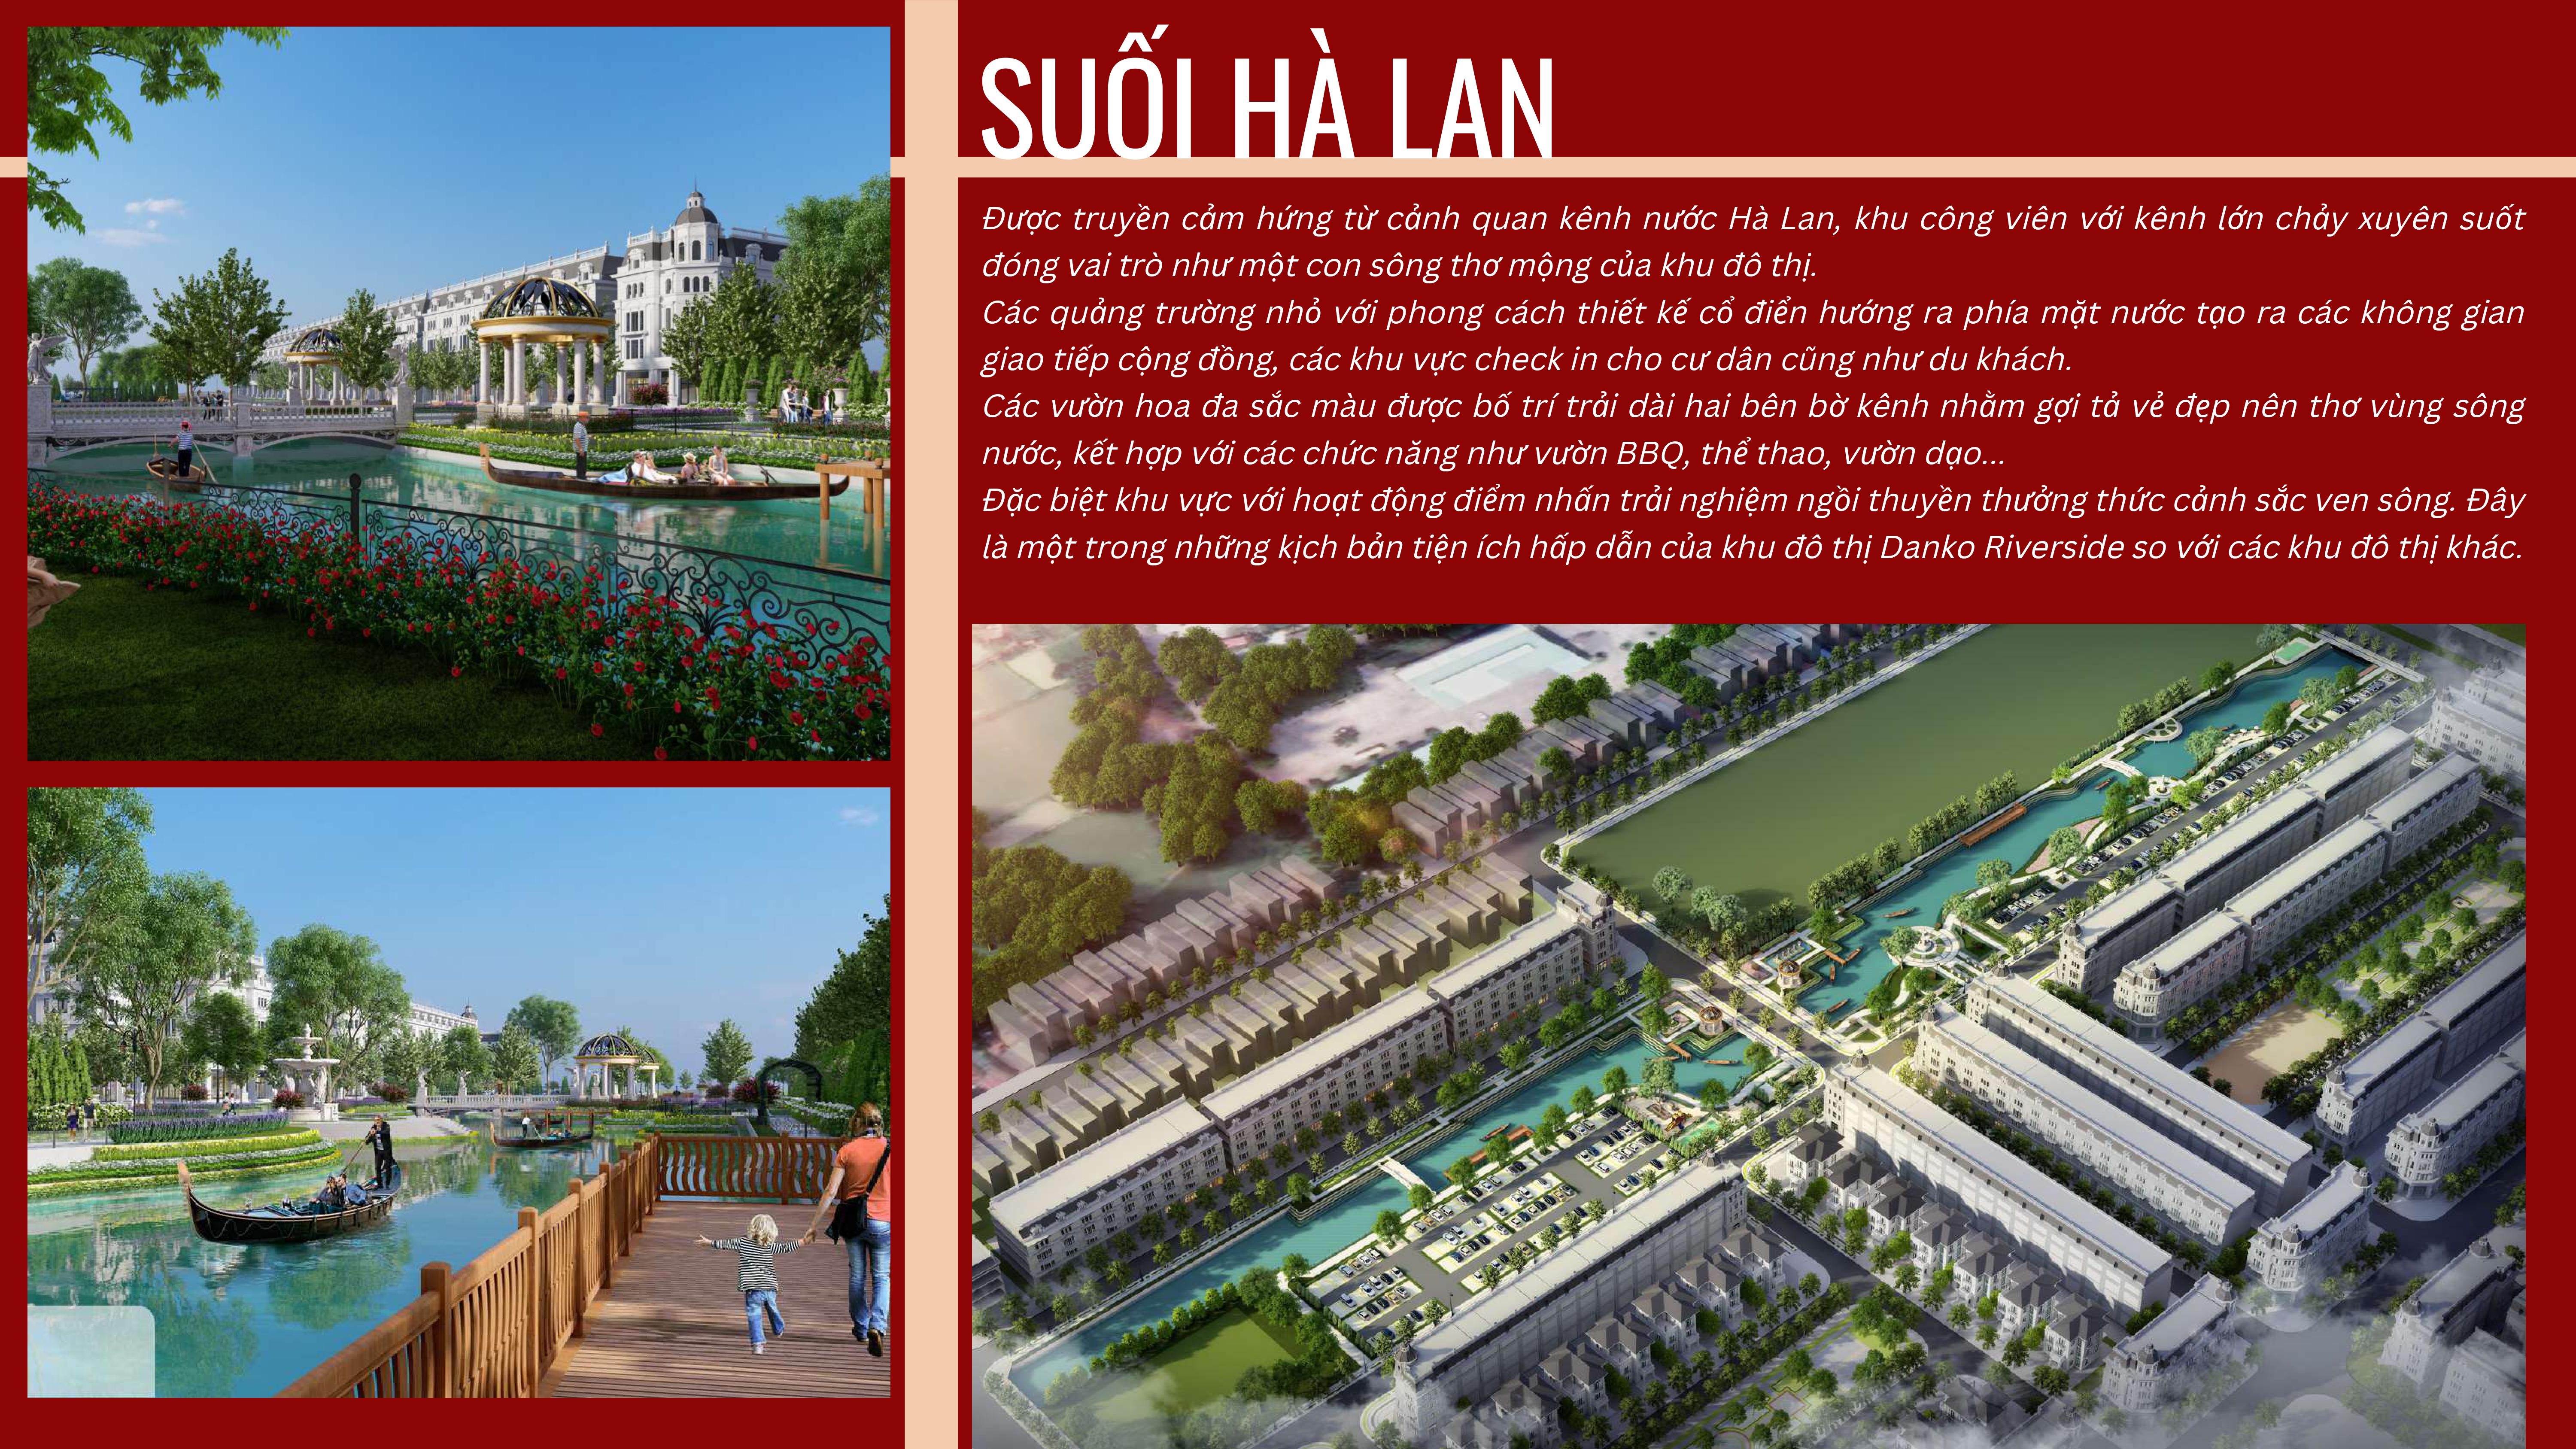 SUỐI HÀ LAN
Được truyền cảm hứng từ cảnh quan kênh nước Hà Lan, khu công viên với kênh lớn chảy xuyên suốt
đóng vai trò như một con sông thơ mộng của khu đô thị.
Các quảng trường nhỏ với phong cách thiết kế cổ điển hướng ra phía mặt nước tạo ra các không gian
giao tiếp cộng đồng, các khu vực check in cho cư dân cũng như du khách.
Các vườn hoa đa sắc màu được bố trí trải dài hai bên bờ kênh nhằm gợi tả vẻ đẹp nên thơ vùng sông
nước, kết hợp với các chức năng như vườn BBQ, thể thao, vườn dạo...
Đặc biệt khu vực với hoạt động điểm nhấn trải nghiệm ngồi thuyền thưởng thức cảnh sắc ven sông. Đây
là một trong những kịch bản tiện ích hấp dẫn của khu đô thị Danko Riverside so với các khu đô thị khác.